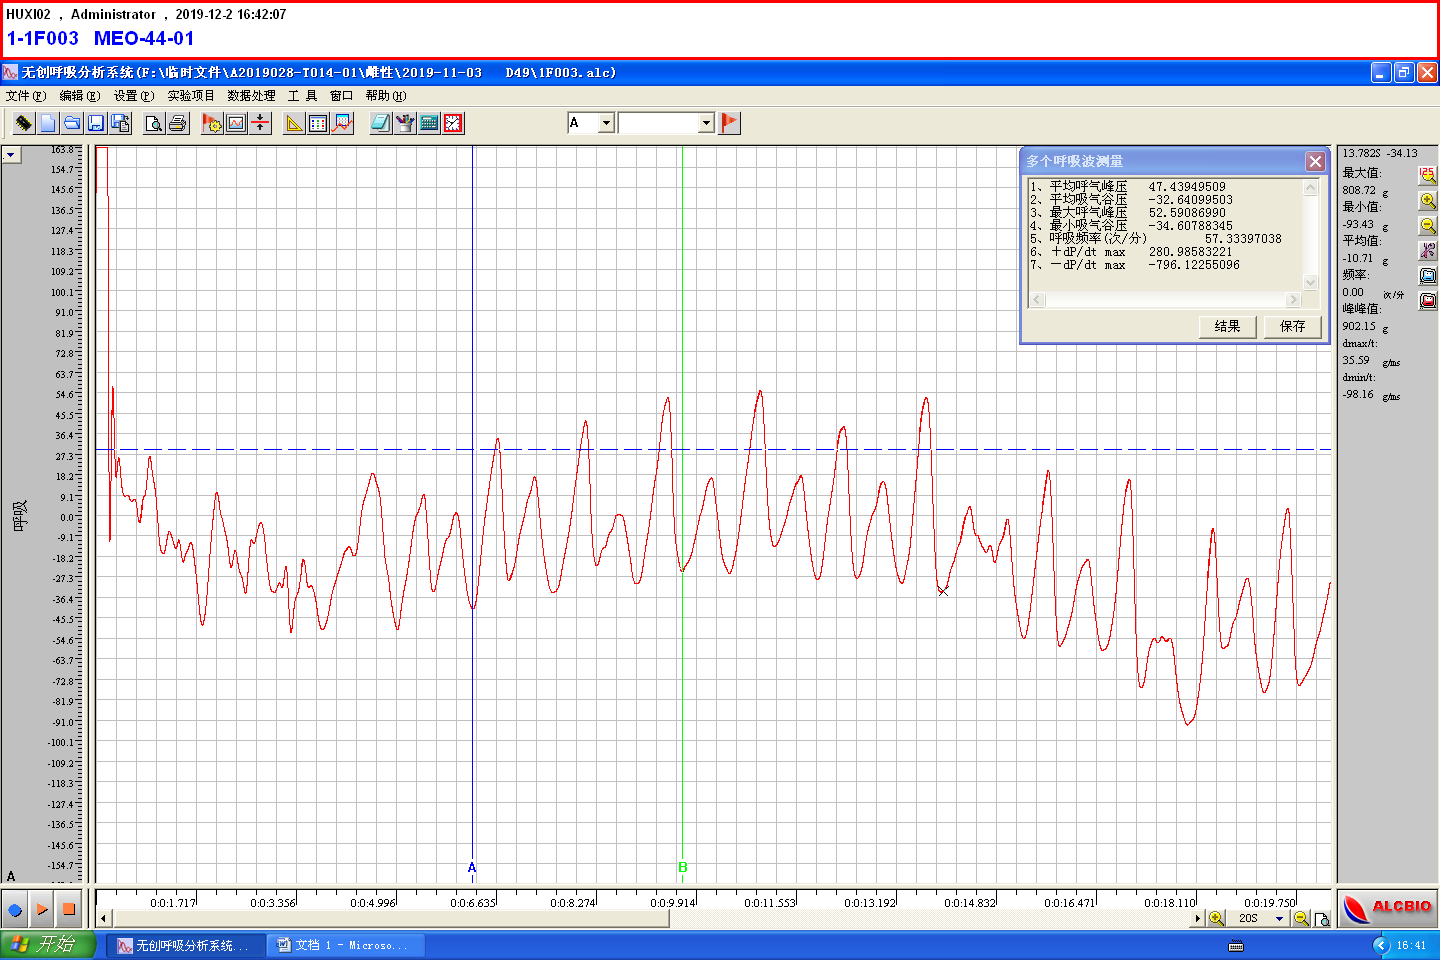 HUXI02 , Administrator , 2019-12-2 16:42:07
1-1F003 MEO-44-01
无创呼吸分析系统(F:\临时文件\A2019028-T014-01\雌性\2019-11-03 D49\1F003.alc)
文件(F) 编辑(E) 设置(P) 实验项目 数据处理 工 具 窗口 帮助(H)
A
163.8
154.7
145.6
136.5
127.4
118.3
109.2
100.1
91.0
81.9
72.8
63.7
54.6
45.5
36.4
27.3
18.2
9.1
0.0
-9.1
-18.2
-27.3
-36.4
-45.5
-54.6
-63.7
-72.8
-81.9
-91.0
-100.1
-109.2
-118.3
-127.4
-136.5
-145.6
-154.7
呼吸
A
多个呼吸波测量
1、平均呼气峰压 47.43949509
2、平均吸气谷压 -32.64099503
3、最大呼气峰压 52.59086990
4、最小吸气谷压 -34.60788345
5、呼吸频率(次/分) 57.33397038
6、＋dP/dt max 280.98583221
7、－dP/dt max -796.12255096
结果 保存
13.782S -34.13
最大值:
808.72 g
最小值:
-93.43 g
平均值:
-10.71 g
频率:
0.00 次/分
峰峰值:
902.15 g
dmax/t:
35.59 g/ms
dmin/t:
-98.16 g/ms
125
A B
0:0:1.717 0:0:3.356 0:0:4.996 0:0:6.635 0:0:8.274 0:0:9.914 0:0:11.553 0:0:13.192 0:0:14.832 0:0:16.471 0:0:18.110 0:0:19.750
20S
ALCBIO
开始 无创呼吸分析系统... 文档 1 - Microso... 16:41